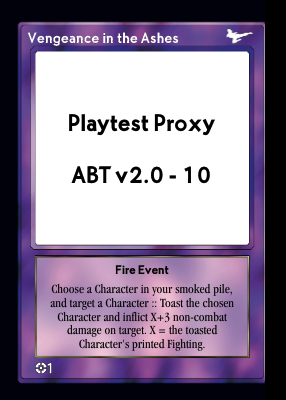 Vengeance in the Ashes
Playtest Proxy
ABT v2.0 - 10
Fire Event
Choose a Character in your smoked pile,
and target a Character :: Toast the chosen
Character and inflict X+3 non-combat
damage on target. X = the toasted
Character's printed Fighting.
1